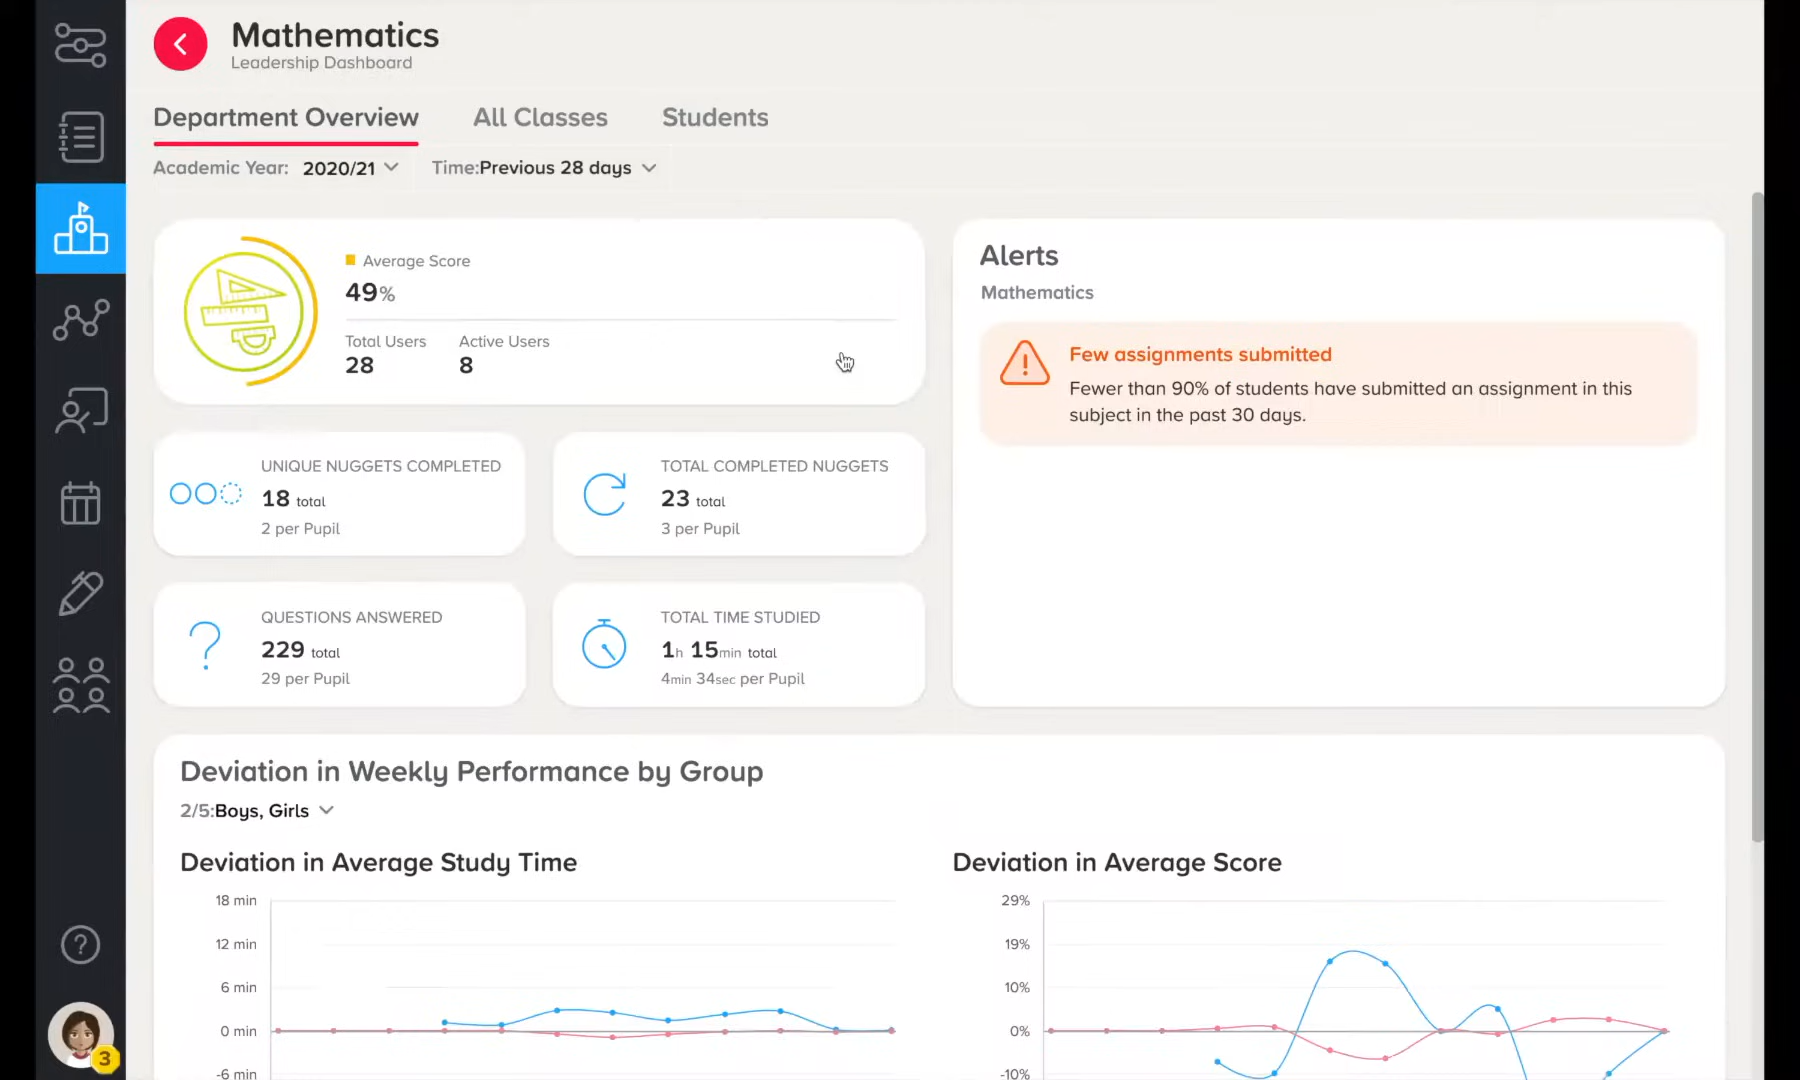 Mathematics
Leadership Dashboard
Department Overview
All Classes
Students
Academic Year: 2020/21
Time:Previous 28 days
Average Score
49%
Total Users
28
Active Users
8
Alerts
Mathematics
Few assignments submitted
Fewer than 90% of students have submitted an assignment in this
subject in the past 30 days.
UNIQUE NUGGETS COMPLETED
18 total
2 per Pupil
TOTAL COMPLETED NUGGETS
23 total
3 per Pupil
QUESTIONS ANSWERED
229 total
29 per Pupil
TOTAL TIME STUDIED
1h 15min total
4min 34sec per Pupil
Deviation in Weekly Performance by Group
2/5:Boys, Girls
Deviation in Average Study Time
18 min
12 min
6 min
0 min
-6 min
Deviation in Average Score
29%
19%
10%
0%
-10%
?
3